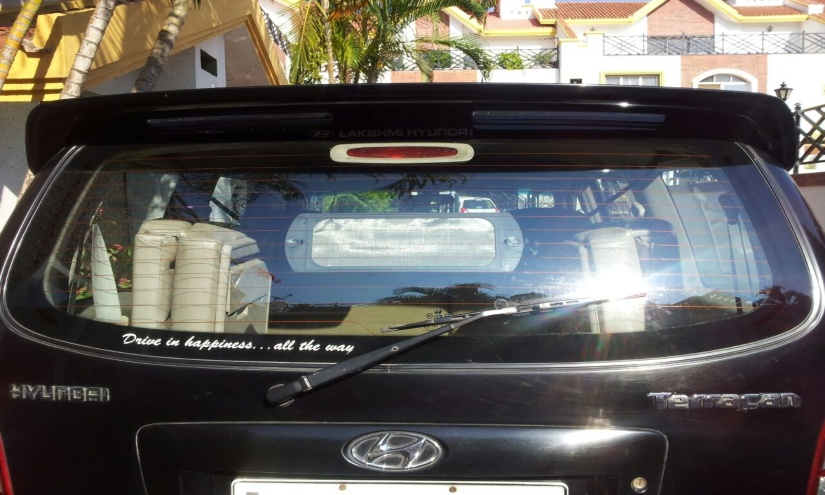 LAKSHMI HYUNDAI
Drive in happiness...all the way
HYUNDAI
Terracan